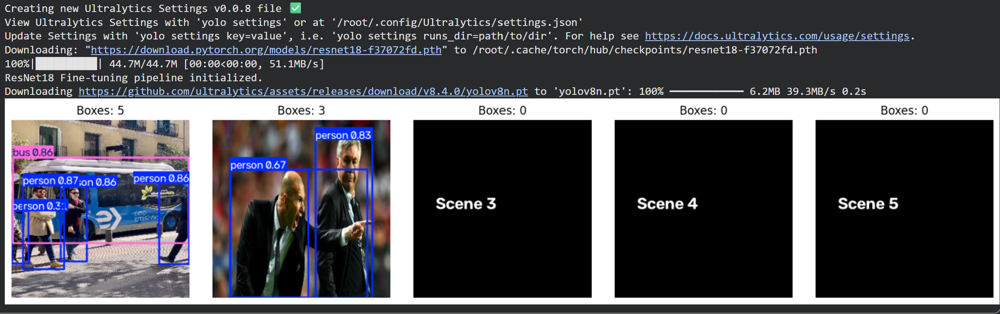 Creating new Ultralytics Settings v0.0.8 file ✅
View Ultralytics Settings with 'yolo settings' or at '/root/.config/Ultralytics/settings.json'
Update Settings with 'yolo settings key=value', i.e. 'yolo settings runs_dir=path/to/dir'. For help see https://docs.ultralytics.com/usage/settings.
Downloading: "https://download.pytorch.org/models/resnet18-f37072fd.pth" to /root/.cache/torch/hub/checkpoints/resnet18-f37072fd.pth
100%|██████████| 44.7M/44.7M [00:00<00:00, 51.1MB/s]
ResNet18 Fine-tuning pipeline initialized.
Downloading https://github.com/ultralytics/assets/releases/download/v8.4.0/yolov8n.pt to 'yolov8n.pt': 100% ━━━━━━━━━━━━ 6.2MB 39.3MB/s 0.2s
Boxes: 5
Boxes: 3
Boxes: 0
Boxes: 0
Boxes: 0
bus 0.86
person 0.87
son 0.86
person 0.86
person 0.31
person 0.83
person 0.67
Scene 3
Scene 4
Scene 5